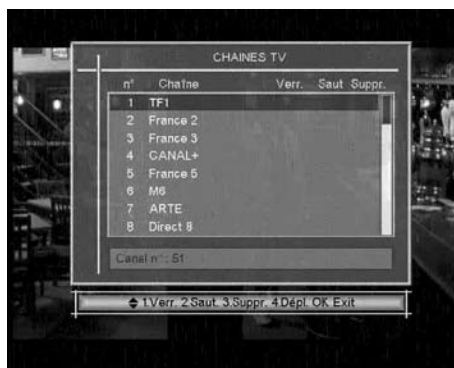 CHAINES TV
n° Chaîne Verr. Saut Suppr.
1 TF1
2 France 2
3 France 3
4 CANAL+
5 France 5
6 M6
7 ARTE
8 Direct 8
Canal n° : 51
1.Verr. 2.Saut. 3.Suppr. 4.Dépl. OK Exit